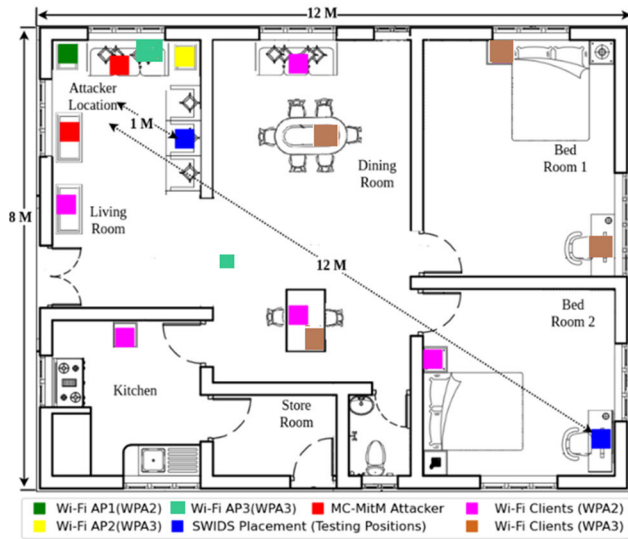 12 M
Attacker
Location
1 M
Dining
Room
Bed
Room 1
8 M
Living
Room
12 M
Bed
Room 2
Kitchen
Store
Room
Wi-Fi AP1(WPA2) Wi-Fi AP3(WPA3) MC-MitM Attacker Wi-Fi Clients (WPA2)
Wi-Fi AP2(WPA3) SWIDS Placement (Testing Positions) Wi-Fi Clients (WPA3)